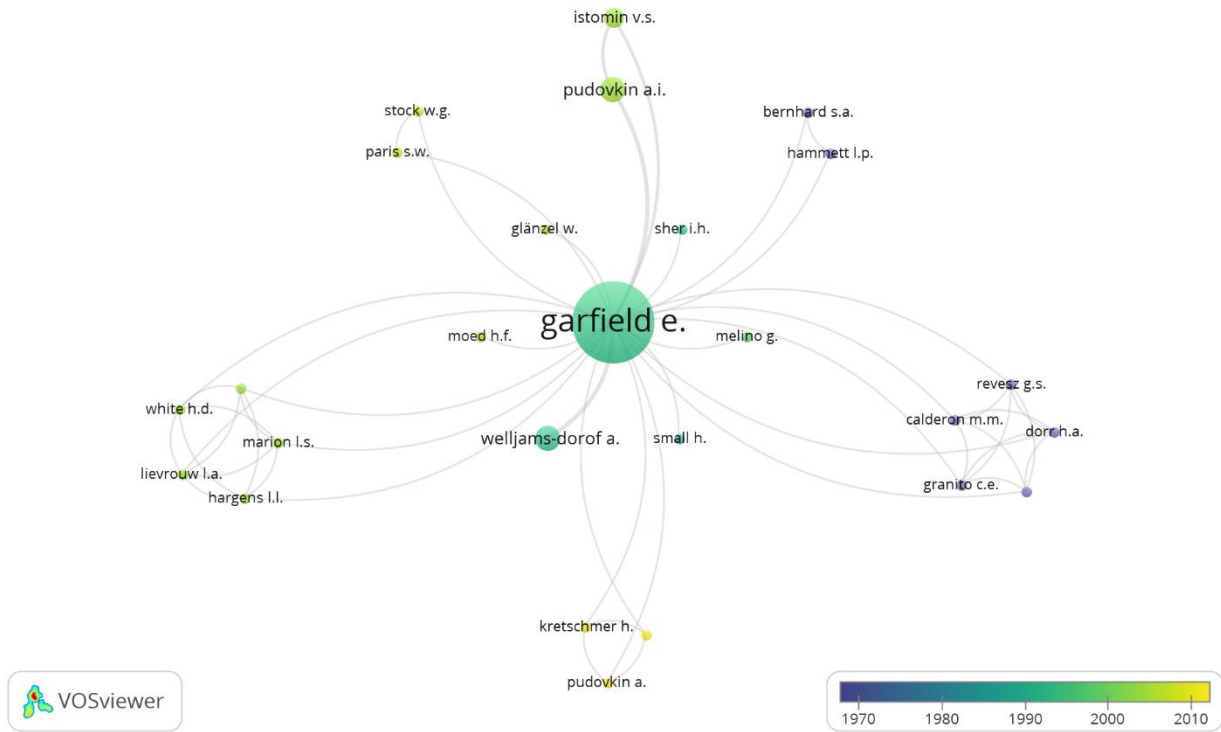 istomin v.s.
pudovkin a.i.
stock w.g.
bernhard s.a.
paris s.w.
hammett l.p.
glänzel w.
sher i.h.
garfield e.
moed h.f.
melino g.
revesz g.s.
white h.d.
calderon m.m.
dorr h.a.
marion l.s.
welljams-dorof a.
small h.
lievrouw l.a.
granito c.e.
hargens l.l.
kretschmer h.
pudovkin a.
VOSviewer
1970 1980 1990 2000 2010